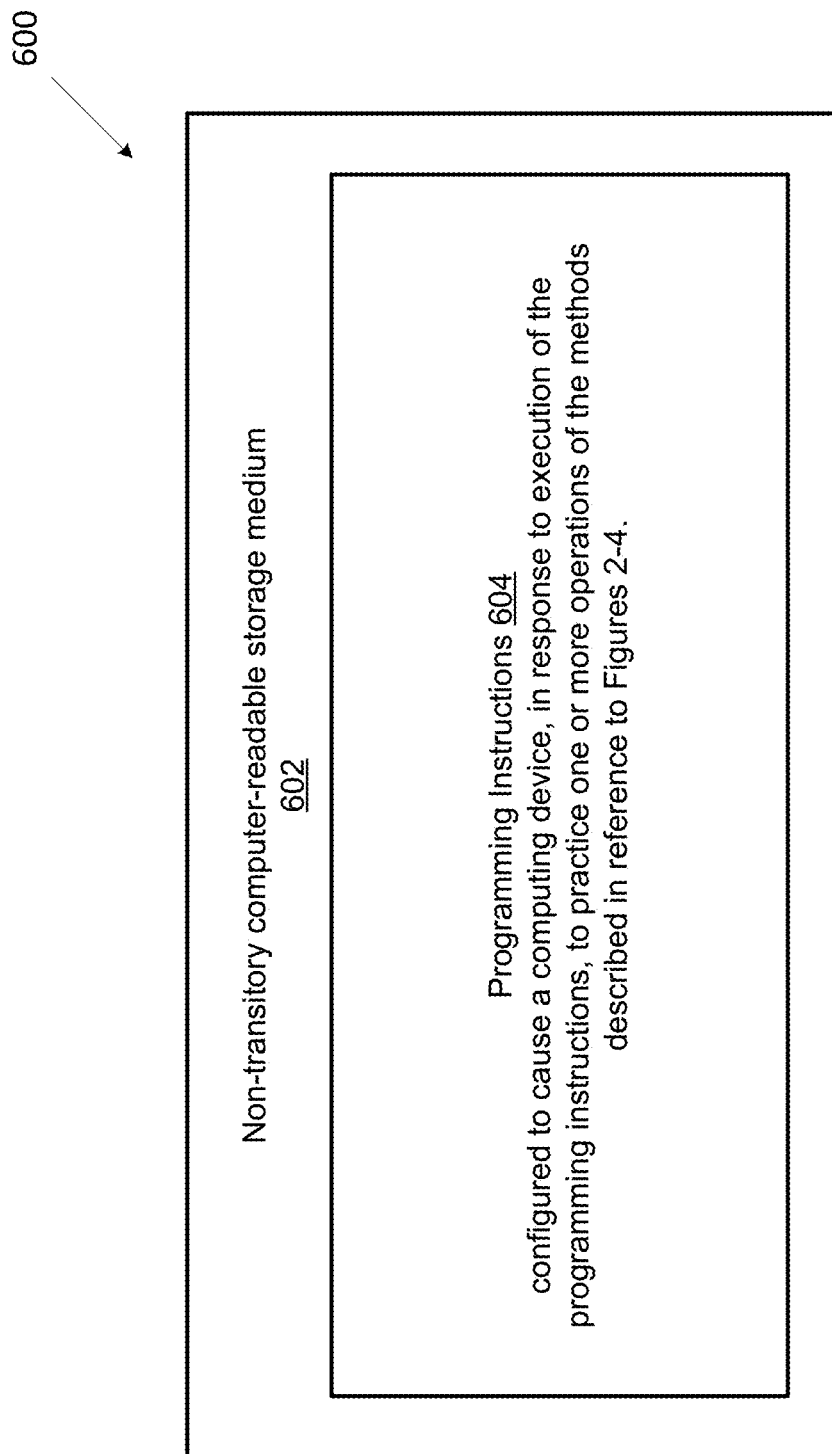 600
Non-transitory computer-readable storage medium
602
Programming Instructions 604
configured to cause a computing device, in response to execution of the
programming instructions, to practice one or more operations of the methods
described in reference to Figures 2-4.